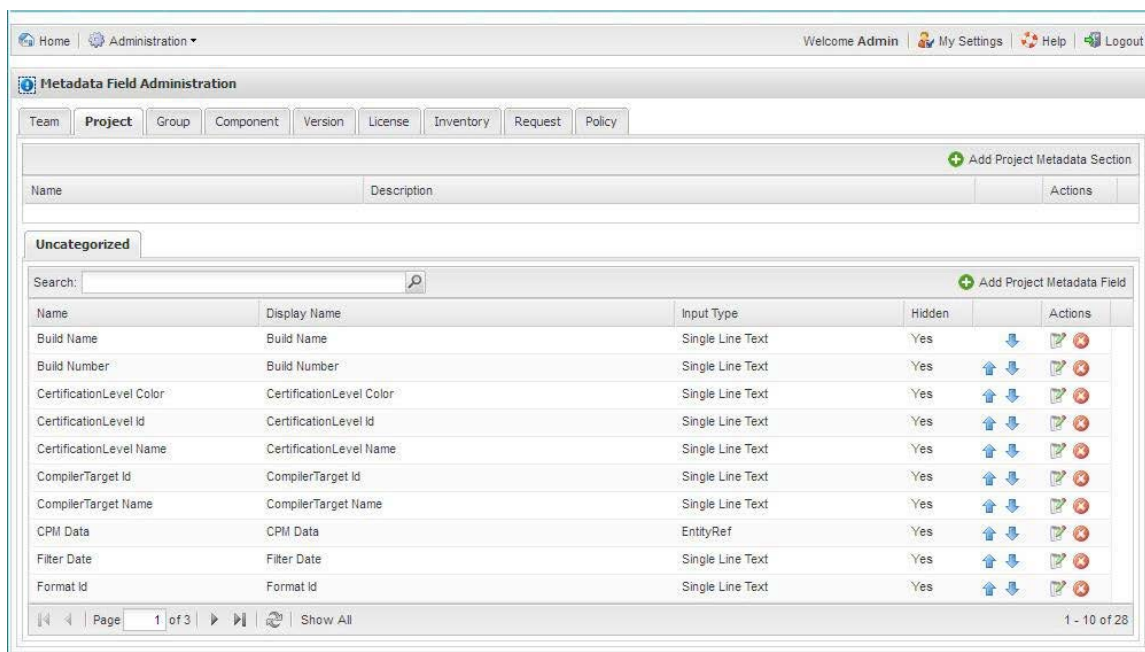 Home Administration Welcome Admin My Settings Help Logout
Metadata Field Administration
Team Project Group Component Version License Inventory Request Policy
Add Project Metadata Section
Name Description Actions
Uncategorized
Search: Add Project Metadata Field
Name Display Name Input Type Hidden Actions
Build Name Build Name Single Line Text Yes
Build Number Build Number Single Line Text Yes
CertificationLevel Color CertificationLevel Color Single Line Text Yes
CertificationLevel Id CertificationLevel Id Single Line Text Yes
CertificationLevel Name CertificationLevel Name Single Line Text Yes
CompilerTarget Id CompilerTarget Id Single Line Text Yes
CompilerTarget Name CompilerTarget Name Single Line Text Yes
CPM Data CPM Data EntityRef Yes
Filter Date Filter Date Single Line Text Yes
Format Id Format Id Single Line Text Yes
Page 1 of 3 Show All 1 - 10 of 28